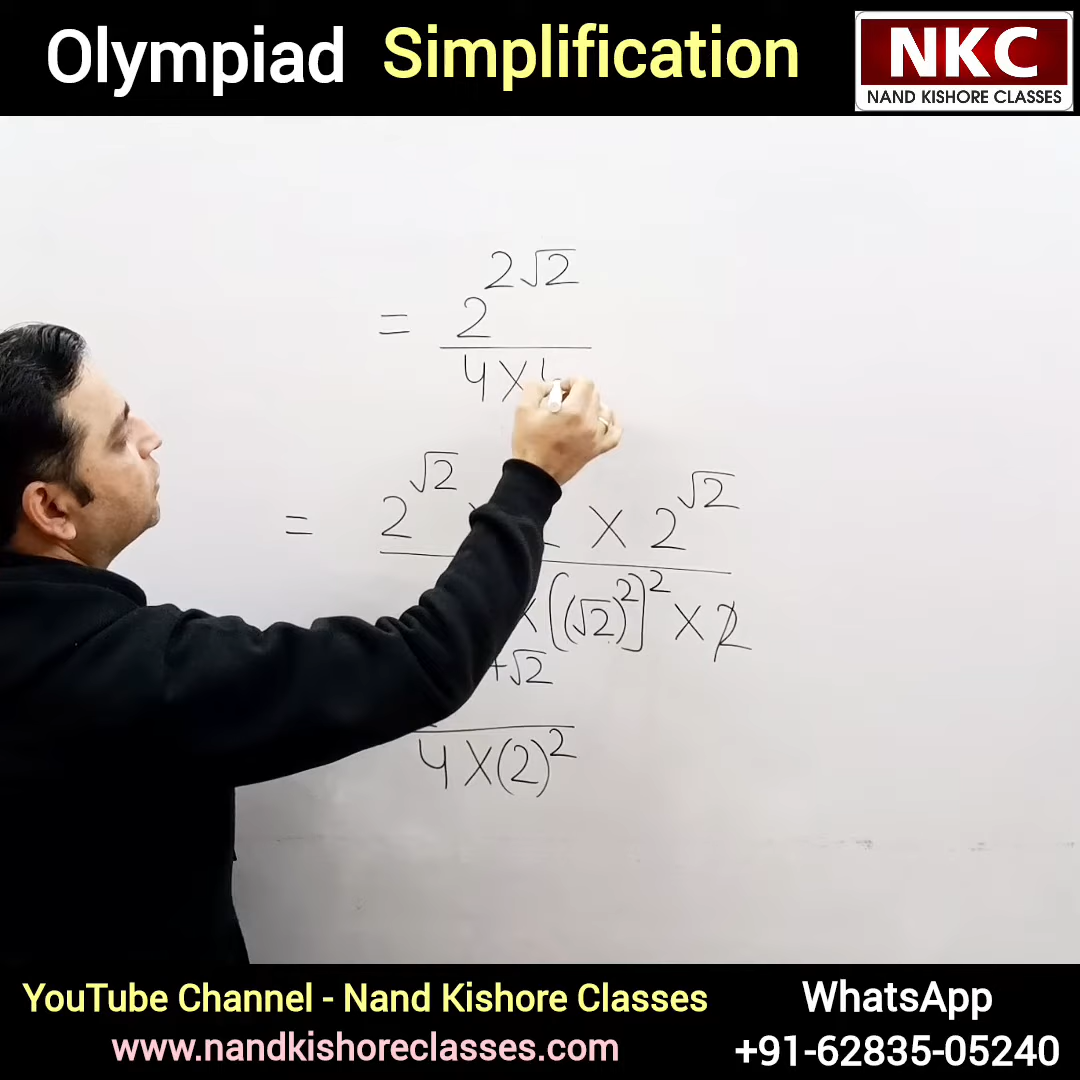 Olympiad Simplification
NKC
NAND KISHORE CLASSES
= 2^(2√2) / 4 ×
= 2^√2 × 2^√2 / × [(√2)^2]^2 × 2
+√2 / 4 × (2)^2
YouTube Channel - Nand Kishore Classes
www.nandkishoreclasses.com
WhatsApp
+91-62835-05240